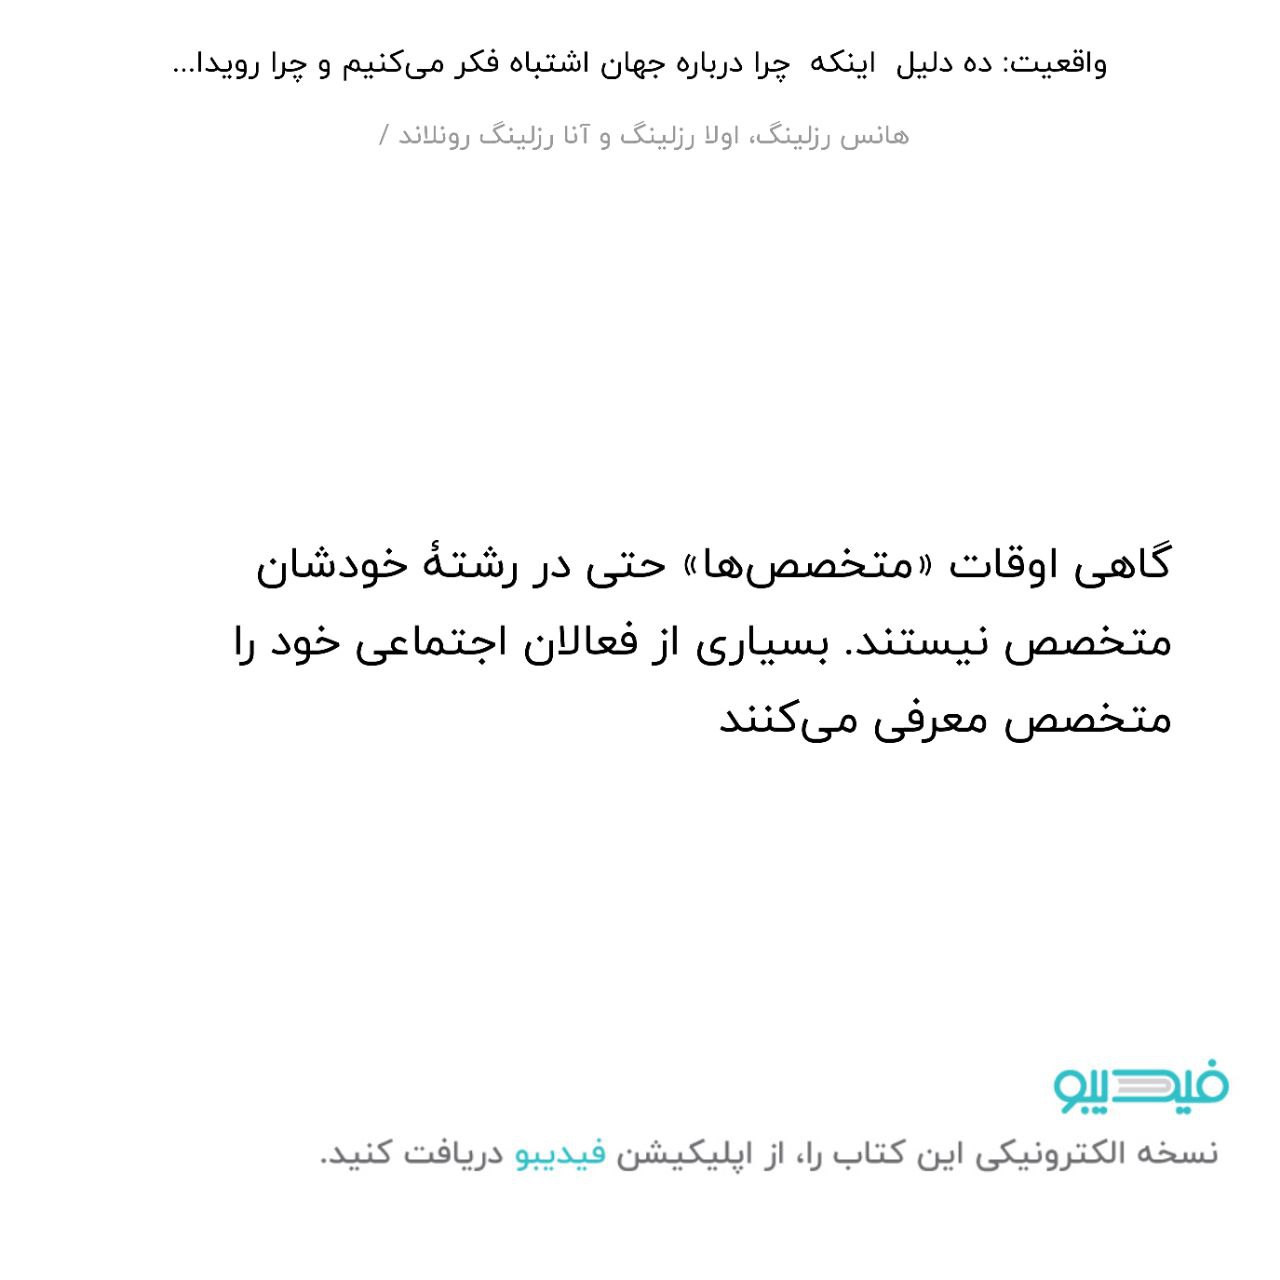 واقعیت: ده دلیل اینکه چرا درباره جهان اشتباه فکر می‌کنیم و چرا رویدا...
هانس رزلینگ، اولا رزلینگ و آنا رزلینگ رونلاند /
گاهی اوقات «متخصص‌ها» حتی در رشتهٔ خودشان
متخصص نیستند. بسیاری از فعالان اجتماعی خود را
متخصص معرفی می‌کنند
فیدیبو
نسخه الکترونیکی این کتاب را، از اپلیکیشن فیدیبو دریافت کنید.